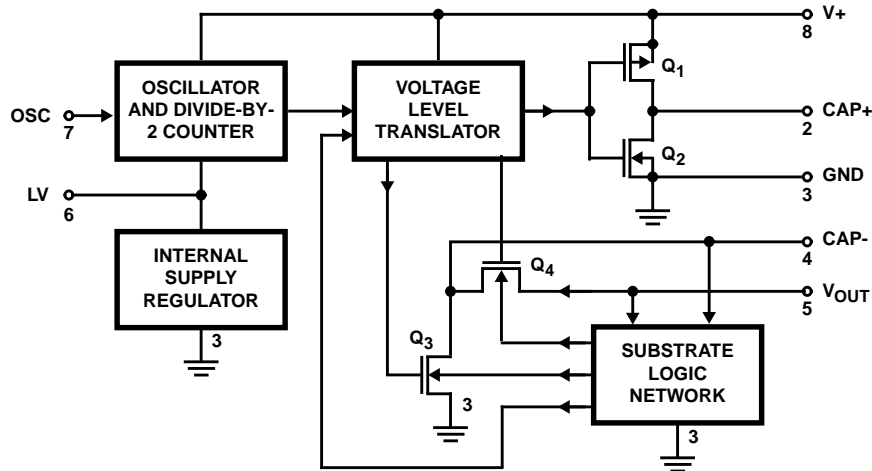 V+
8
OSCILLATOR
AND DIVIDE-BY-
2 COUNTER
VOLTAGE
LEVEL
TRANSLATOR
Q1
OSC
7
CAP+
2
Q2
GND
3
LV
6
INTERNAL
SUPPLY
REGULATOR
3
CAP-
4
Q4
VOUT
5
Q3
3
SUBSTRATE
LOGIC
NETWORK
3